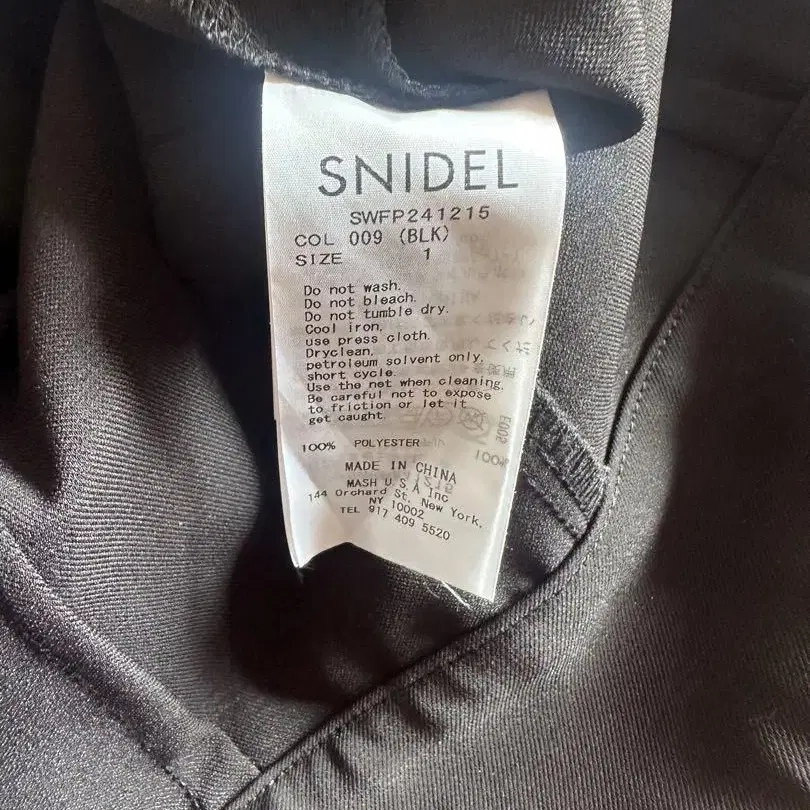 SNIDEL
SWFP241215
COL 009 (BLK)
SIZE 1
Do not wash.
Do not bleach.
Do not tumble dry.
Cool iron,
use press cloth.
Dryclean,
petroleum solvent only,
short cycle.
Use the net when cleaning.
Be careful not to expose
to friction or let it
get caught.
100% POLYESTER
MADE IN CHINA
MASH U.S.A Inc
144 Orchard St. New York,
NY 10002
TEL 917 409 5520